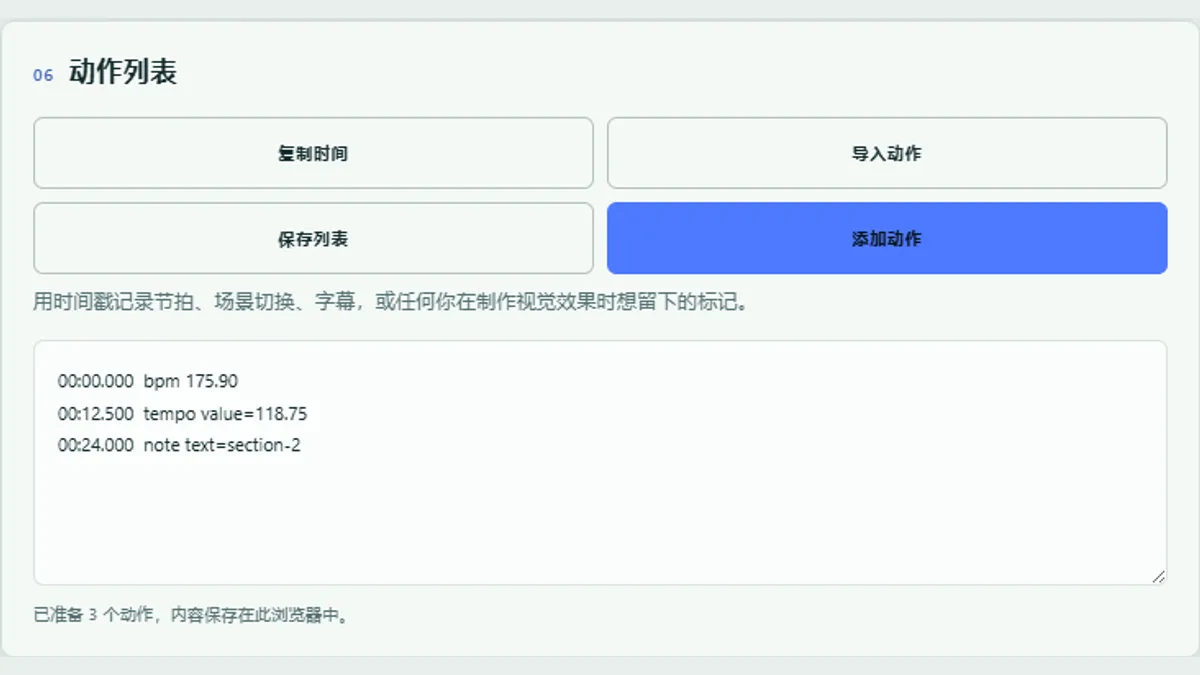 06 动作列表
复制时间
导入动作
保存列表
添加动作
用时间戳记录节拍、场景切换、字幕，或任何你在制作视觉效果时想留下的标记。
00:00.000 bpm 175.90
00:12.500 tempo value=118.75
00:24.000 note text=section-2
已准备 3 个动作，内容保存在此浏览器中。